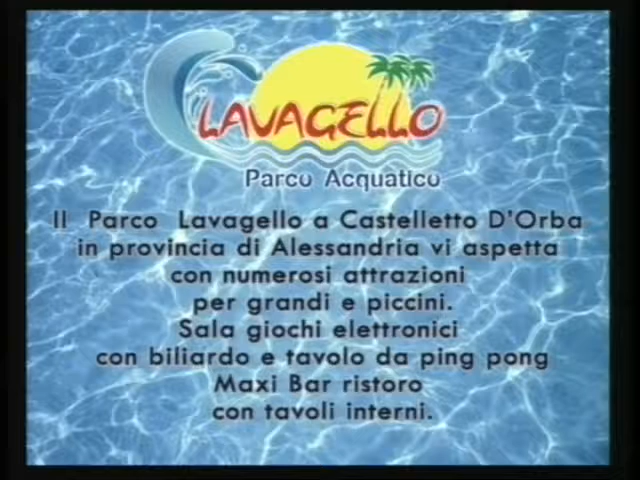 LAVAGELLO
Parco Acquatico
Il Parco Lavagello a Castelletto D'Orba
in provincia di Alessandria vi aspetta
con numerosi attrazioni
per grandi e piccini.
Sala giochi elettronici
con biliardo e tavolo da ping pong
Maxi Bar ristoro
con tavoli interni.